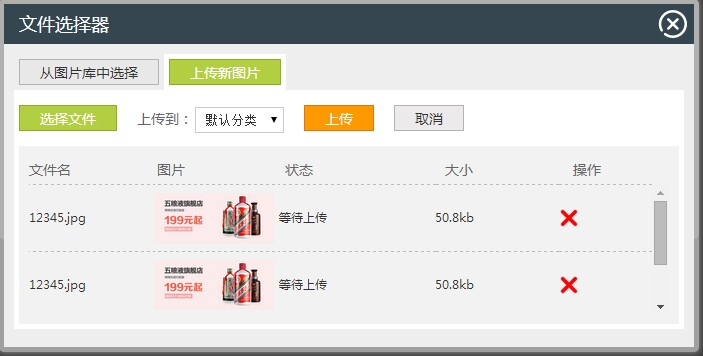 文件选择器
从图片库中选择 上传新图片
选择文件 上传到： 默认分类 上传 取消
文件名 图片 状态 大小 操作
五粮液旗舰店
199元起
12345.jpg 等待上传 50.8kb
五粮液旗舰店
199元起
12345.jpg 等待上传 50.8kb